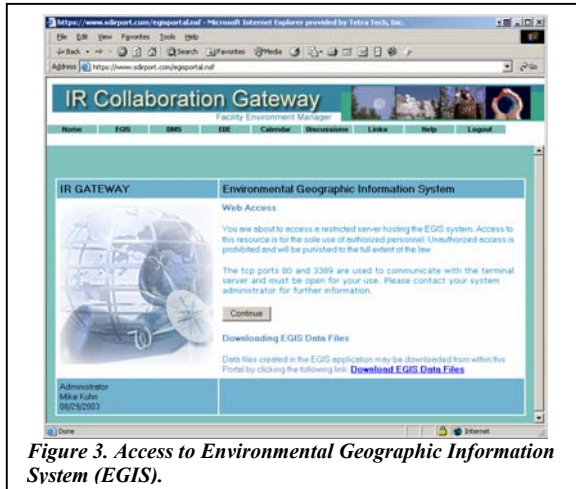 https://www.sdirport.com/egisportal.nsf - Microsoft Internet Explorer provided by Tetra Tech, Inc.
File Edit View Favorites Tools Help
Back Search Favorites Media
Address https://www.sdirport.com/egisportal.nsf Go
IR Collaboration Gateway
Facility Environment Manager
Home EGIS DMS EDE Calendar Discussions Links Help Logout
IR GATEWAY
Environmental Geographic Information System
Web Access
You are about to access a restricted server hosting the EGIS system. Access to
this resource is for the sole use of authorized personnel. Unauthorized access is
prohibited and will be punished to the full extent of the law.
The tcp ports 80 and 3389 are used to communicate with the terminal
server and must be open for your use. Please contact your system
administrator for further information.
Continue
Downloading EGIS Data Files
Data files created in the EGIS application may be downloaded from within this
Portal by clicking the following link: Download EGIS Data Files
Administrator
Mike Kuhn
08/29/2003
Done Internet
Figure 3. Access to Environmental Geographic Information
System (EGIS).